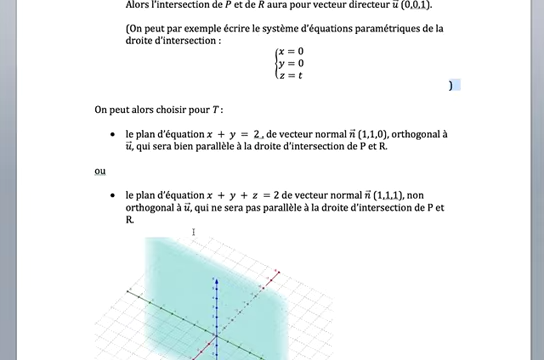 Alors l'intersection de P et de R aura pour vecteur directeur u⃗ (0,0,1).
(On peut par exemple écrire le système d'équations paramétriques de la
droite d'intersection :
{x = 0
y = 0
z = t
)
On peut alors choisir pour T :
• le plan d'équation x + y = 2, de vecteur normal n⃗ (1,1,0), orthogonal à
u⃗, qui sera bien parallèle à la droite d'intersection de P et R.
ou
• le plan d'équation x + y + z = 2 de vecteur normal n⃗ (1,1,1), non
orthogonal à u⃗, qui ne sera pas parallèle à la droite d'intersection de P et
R.